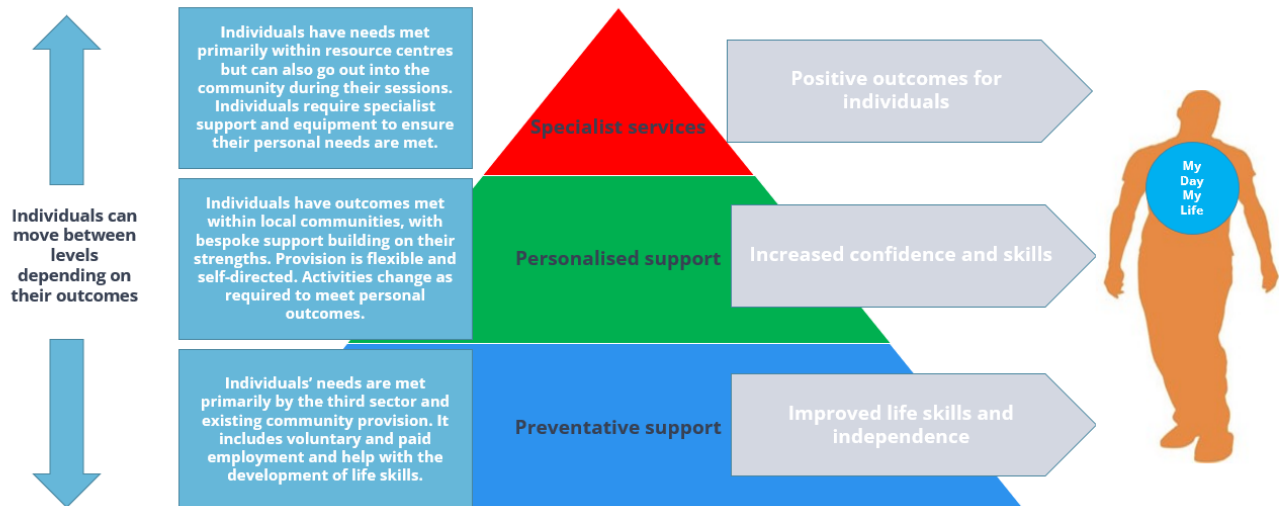 Individuals can
move between
levels
depending on
their outcomes
Individuals have needs met
primarily within resource centres
but can also go out into the
community during their sessions.
Individuals require specialist
support and equipment to ensure
their personal needs are met.
Specialist services
Positive outcomes for
individuals
Individuals have outcomes met
within local communities, with
bespoke support building on their
strengths. Provision is flexible and
self-directed. Activities change as
required to meet personal
outcomes.
Personalised support
Increased confidence and skills
Individuals’ needs are met
primarily by the third sector and
existing community provision. It
includes voluntary and paid
employment and help with the
development of life skills.
Preventative support
Improved life skills and
independence
My
Day
My
Life